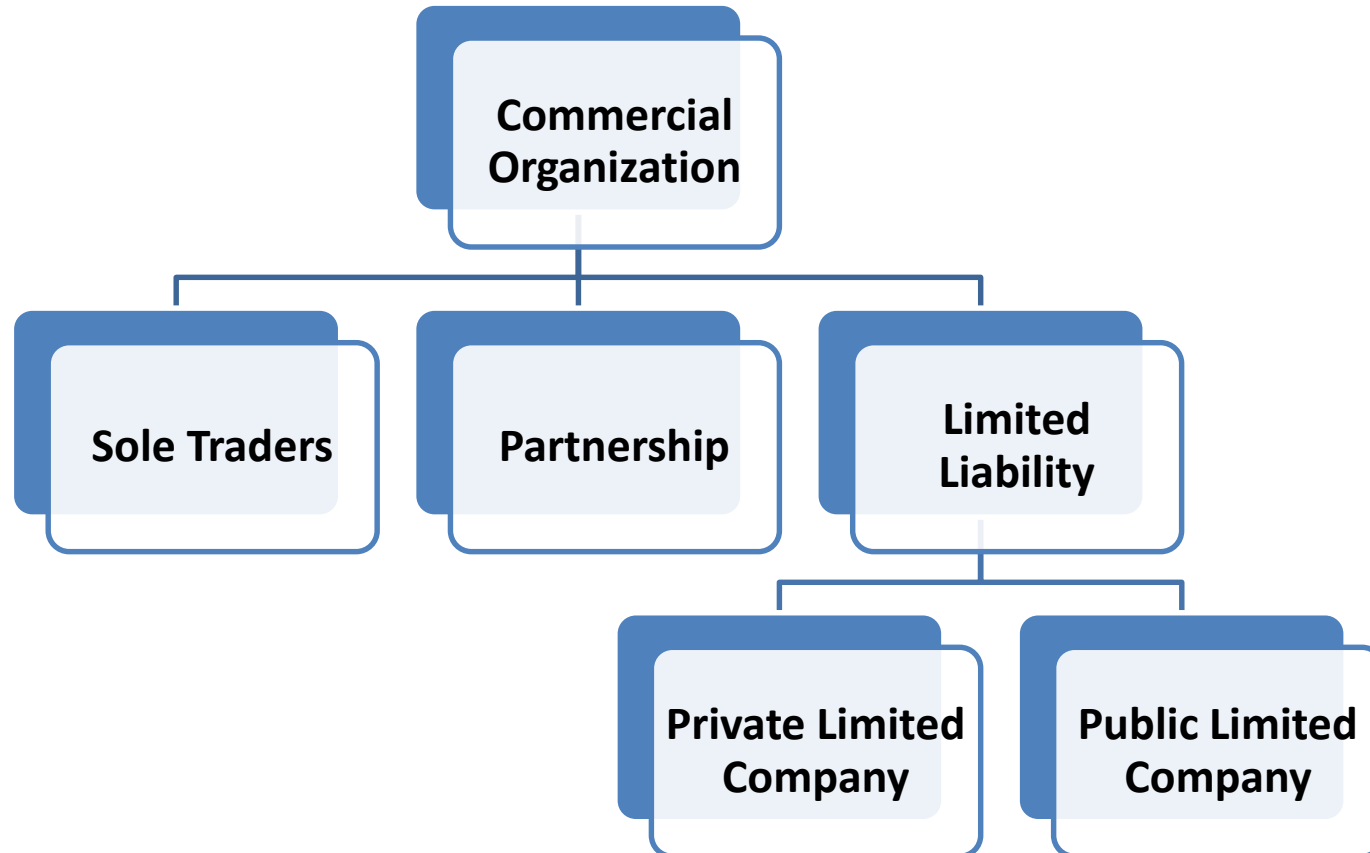 Commercial
Organization
Sole Traders
Partnership
Limited
Liability
Private Limited
Company
Public Limited
Company